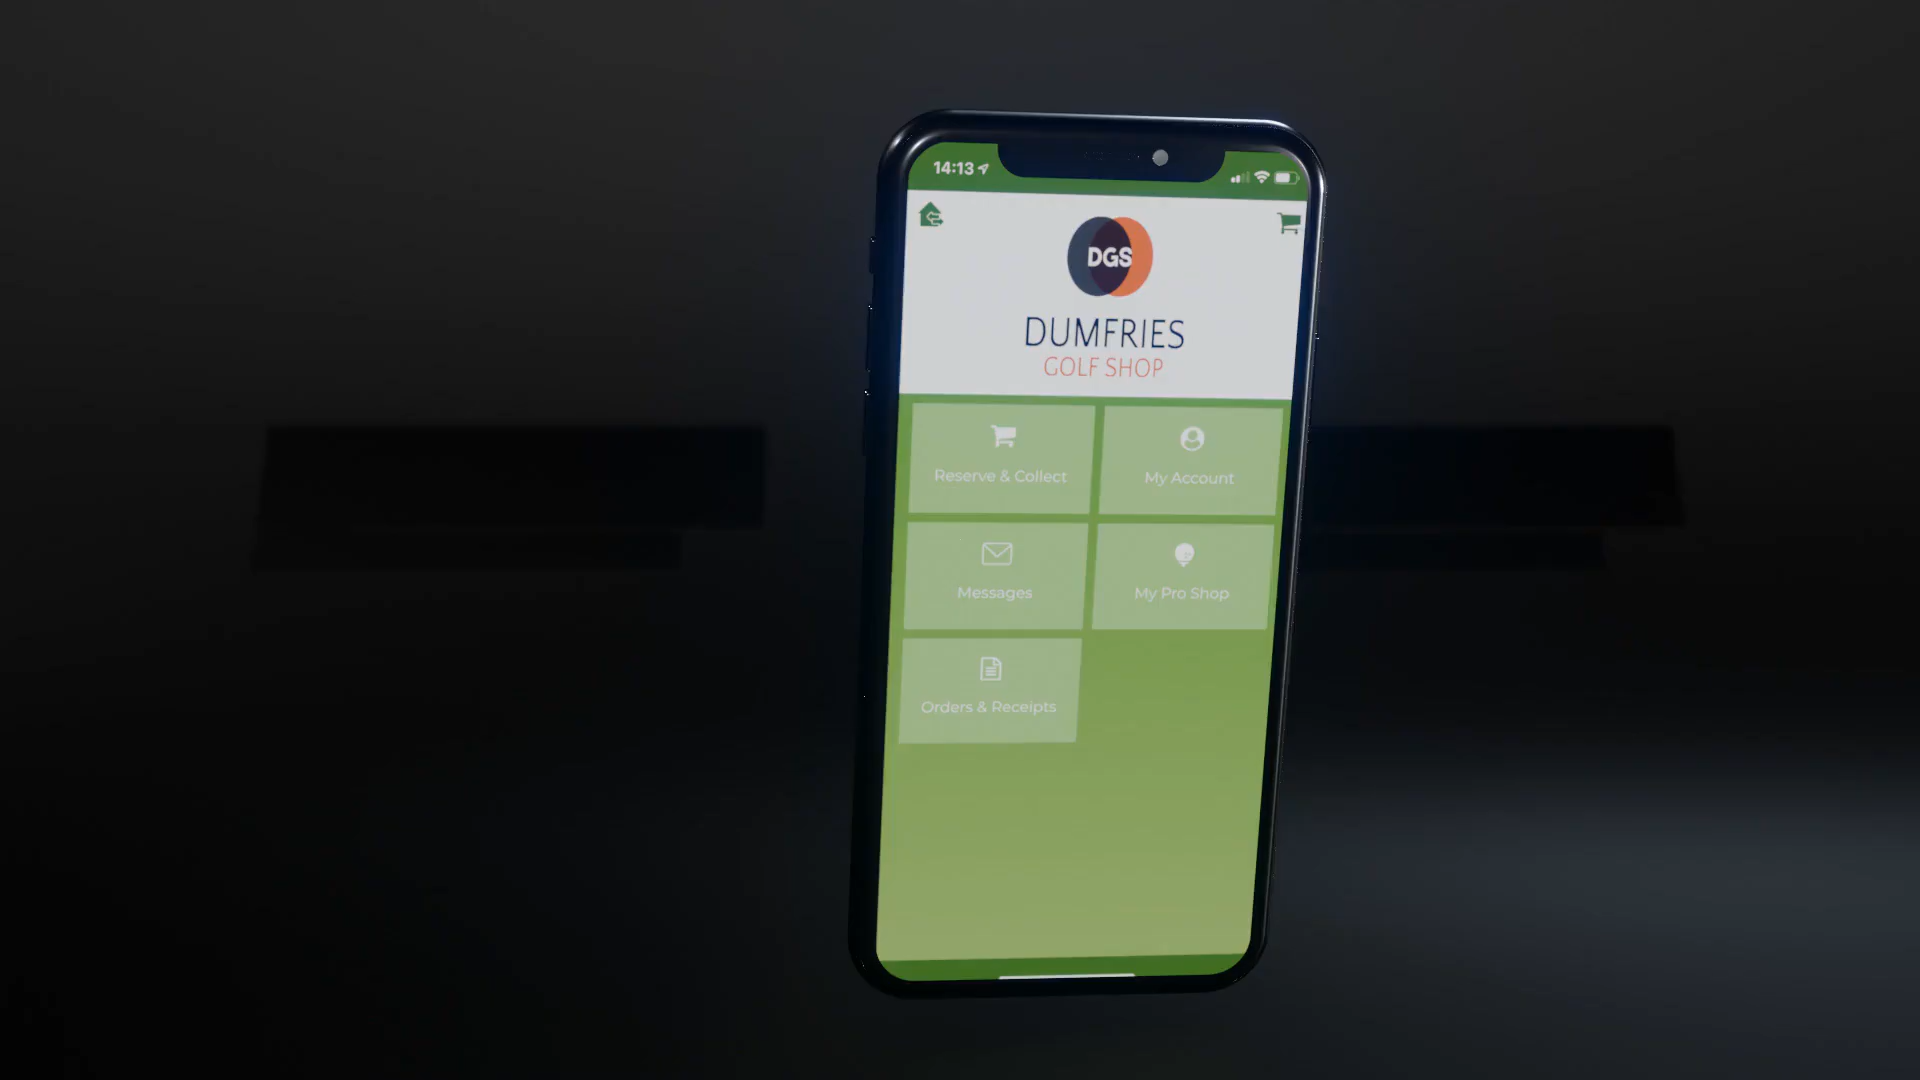 14:13
DGS
DUMFRIES
GOLF SHOP
Reserve & Collect
My Account
Messages
My Pro Shop
Orders & Receipts